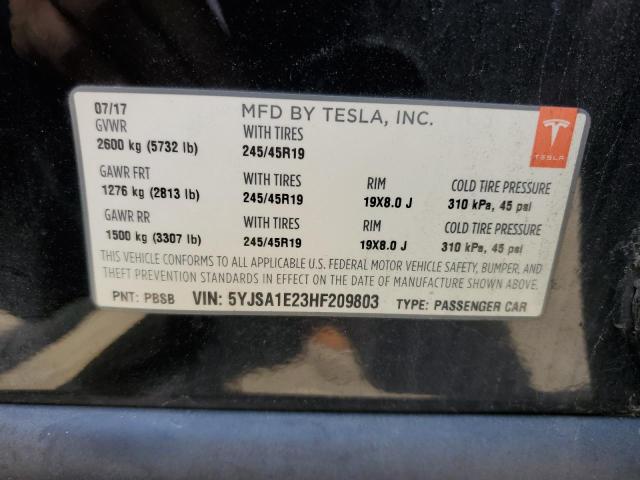 07/17 MFD BY TESLA, INC.
GVWR WITH TIRES
2600 kg (5732 lb) 245/45R19
TESLA
GAWR FRT WITH TIRES RIM COLD TIRE PRESSURE
1276 kg (2813 lb) 245/45R19 19X8.0 J 310 kPa, 45 psi
GAWR RR WITH TIRES RIM COLD TIRE PRESSURE
1500 kg (3307 lb) 245/45R19 19X8.0 J 310 kPa, 45 psi
THIS VEHICLE CONFORMS TO ALL APPLICABLE U.S. FEDERAL MOTOR VEHICLE SAFETY, BUMPER, AND
THEFT PREVENTION STANDARDS IN EFFECT ON THE DATE OF MANUFACTURE SHOWN ABOVE.
PNT: PBSB VIN: 5YJSA1E23HF209803 TYPE: PASSENGER CAR